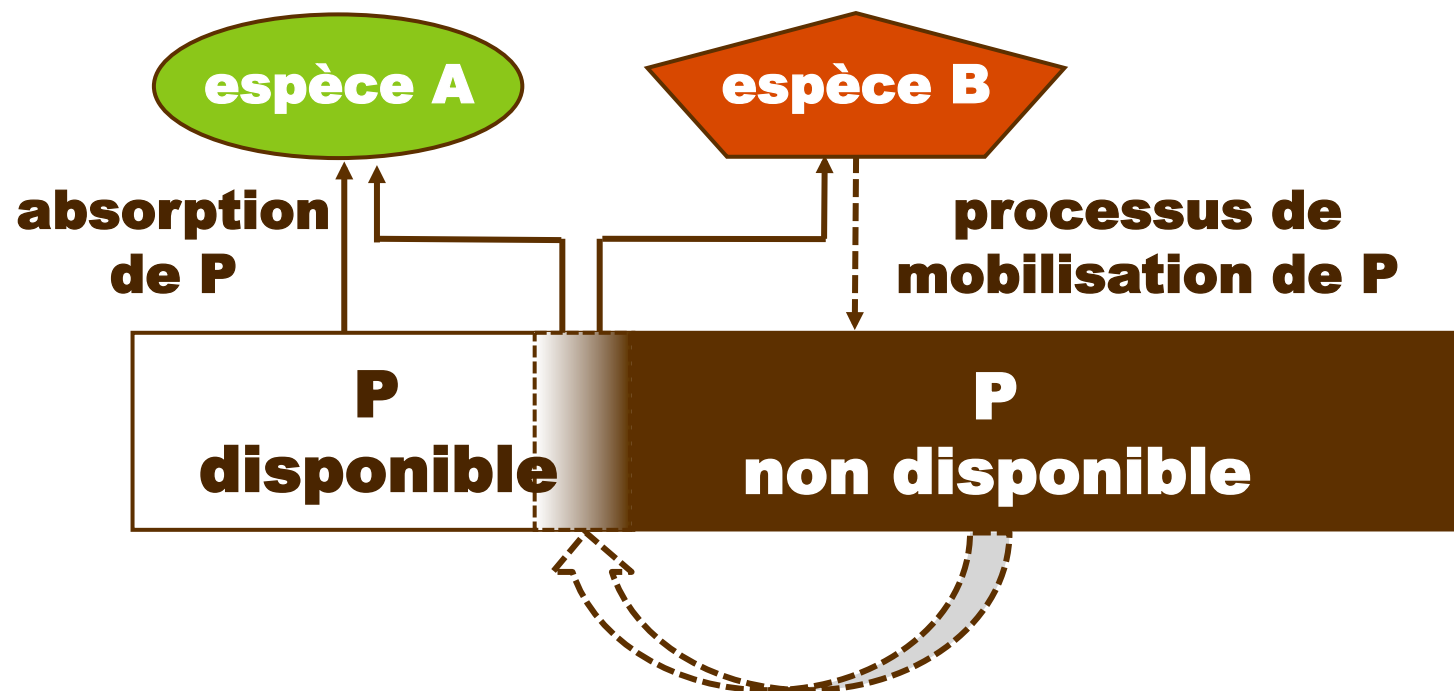 espèce A
espèce B
absorption
de P
processus de
mobilisation de P
P
disponible
P
non disponible